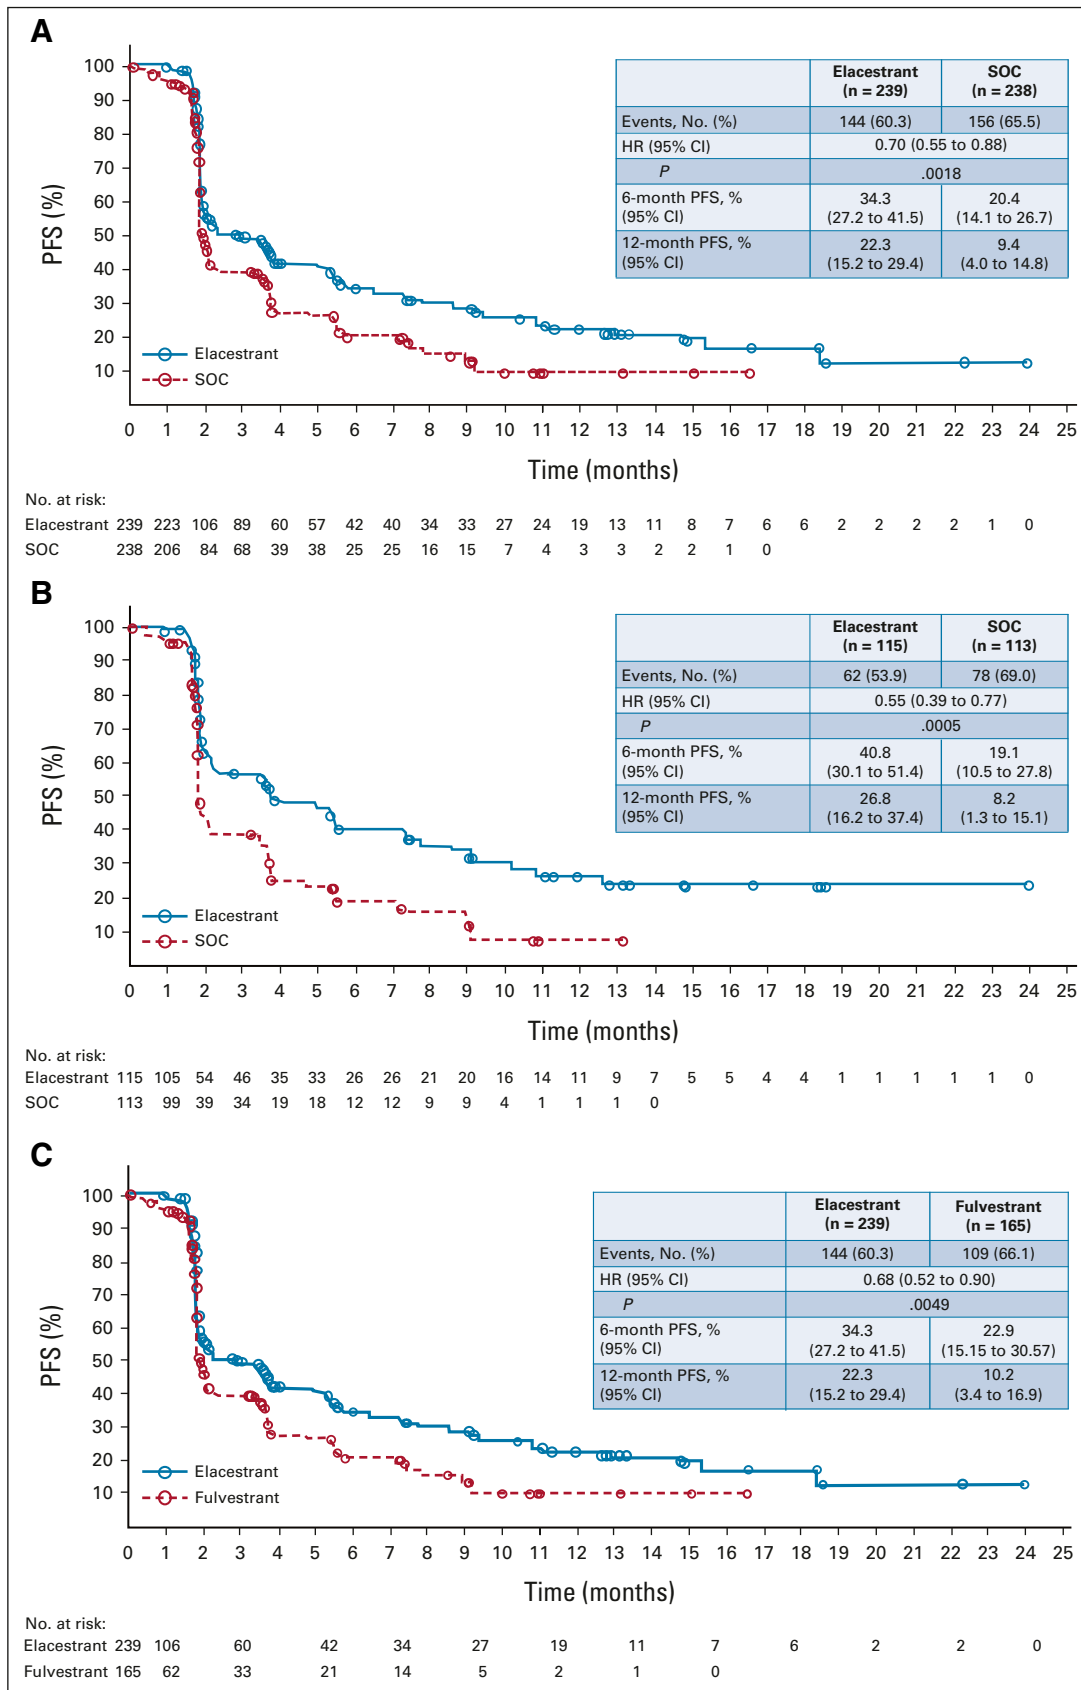 A
PFS (%)
100
90
80
70
60
50
40
30
20
10
Elacestrant
SOC
Elacestrant (n = 239) SOC (n = 238)
Events, No. (%) 144 (60.3) 156 (65.5)
HR (95% CI) 0.70 (0.55 to 0.88)
P .0018
6-month PFS, % (95% CI) 34.3 (27.2 to 41.5) 20.4 (14.1 to 26.7)
12-month PFS, % (95% CI) 22.3 (15.2 to 29.4) 9.4 (4.0 to 14.8)
0 1 2 3 4 5 6 7 8 9 10 11 12 13 14 15 16 17 18 19 20 21 22 23 24 25
Time (months)
No. at risk:
Elacestrant 239 223 106 89 60 57 42 40 34 33 27 24 19 13 11 8 7 6 6 2 2 2 2 1 0
SOC 238 206 84 68 39 38 25 25 16 15 7 4 3 3 2 2 1 0
B
PFS (%)
100
90
80
70
60
50
40
30
20
10
Elacestrant
SOC
Elacestrant (n = 115) SOC (n = 113)
Events, No. (%) 62 (53.9) 78 (69.0)
HR (95% CI) 0.55 (0.39 to 0.77)
P .0005
6-month PFS, % (95% CI) 40.8 (30.1 to 51.4) 19.1 (10.5 to 27.8)
12-month PFS, % (95% CI) 26.8 (16.2 to 37.4) 8.2 (1.3 to 15.1)
0 1 2 3 4 5 6 7 8 9 10 11 12 13 14 15 16 17 18 19 20 21 22 23 24 25
Time (months)
No. at risk:
Elacestrant 115 105 54 46 35 33 26 26 21 20 16 14 11 9 7 5 5 4 4 1 1 1 1 1 0
SOC 113 99 39 34 19 18 12 12 9 9 4 1 1 1 0
C
PFS (%)
100
90
80
70
60
50
40
30
20
10
Elacestrant
Fulvestrant
Elacestrant (n = 239) Fulvestrant (n = 165)
Events, No. (%) 144 (60.3) 109 (66.1)
HR (95% CI) 0.68 (0.52 to 0.90)
P .0049
6-month PFS, % (95% CI) 34.3 (27.2 to 41.5) 22.9 (15.15 to 30.57)
12-month PFS, % (95% CI) 22.3 (15.2 to 29.4) 10.2 (3.4 to 16.9)
0 1 2 3 4 5 6 7 8 9 10 11 12 13 14 15 16 17 18 19 20 21 22 23 24 25
Time (months)
No. at risk:
Elacestrant 239 106 60 42 34 27 19 11 7 6 2 2 0
Fulvestrant 165 62 33 21 14 5 2 1 0